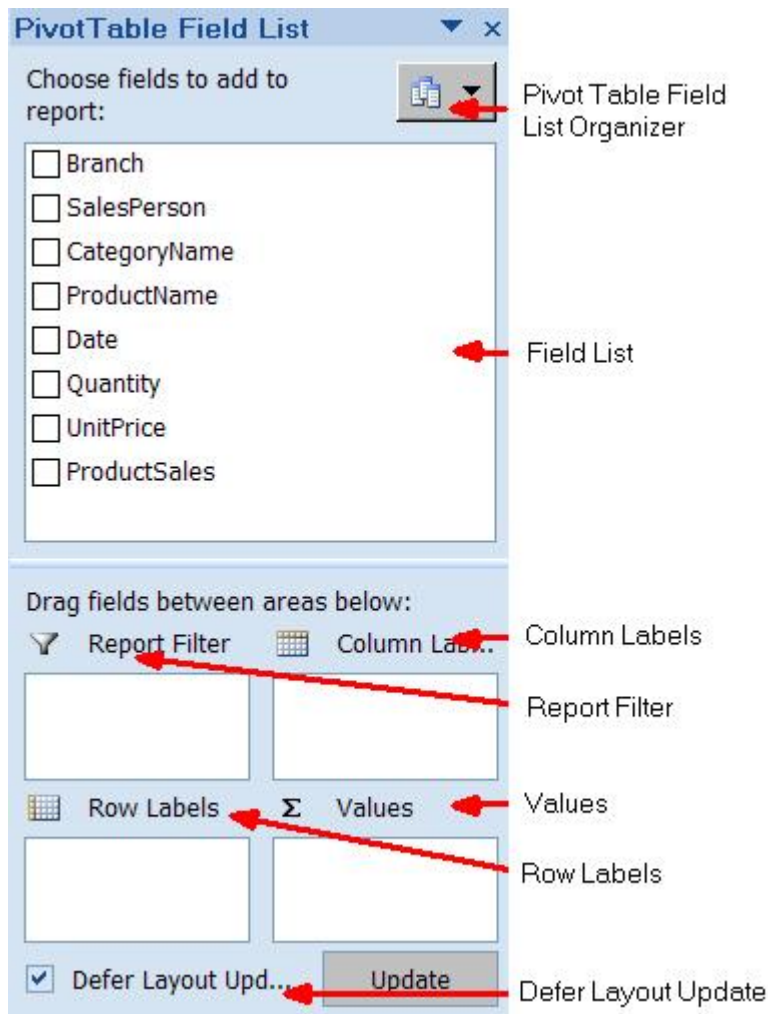 PivotTable Field List
Choose fields to add to
report:
Pivot Table Field
List Organizer
Branch
SalesPerson
CategoryName
ProductName
Date
Field List
Quantity
UnitPrice
ProductSales
Drag fields between areas below:
Report Filter
Column Lab...
Column Labels
Report Filter
Row Labels
Σ Values
Values
Row Labels
Defer Layout Upd...
Update
Defer Layout Update